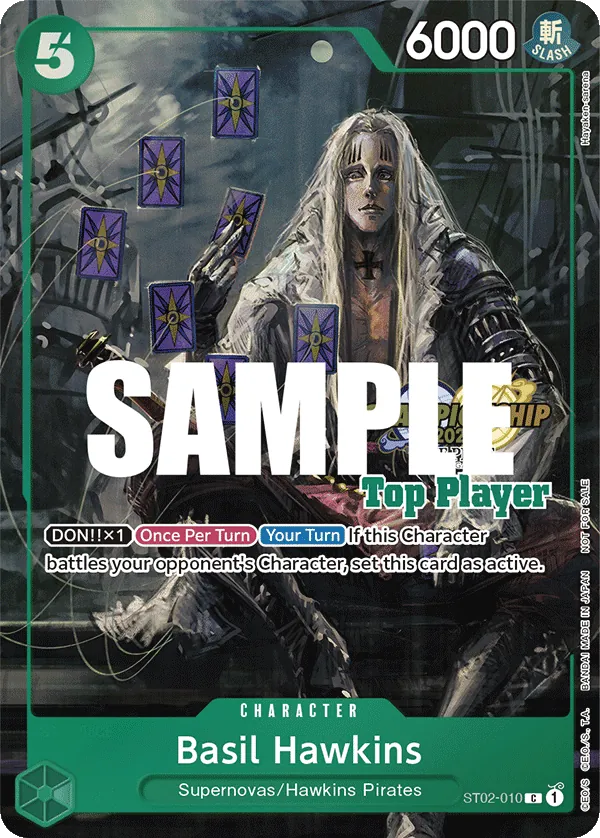 5
6000
斬
SLASH
Hayaken-sarena
SAMPLE
Top Player
DON!!×1 Once Per Turn Your Turn If this Character
battles your opponent's Character, set this card as active.
CHARACTER
Basil Hawkins
Supernovas/Hawkins Pirates
ST02-010 C 1
©E.O/S ©E.O./S., T.A. BANDAI MADE IN JAPAN NOT FOR SALE